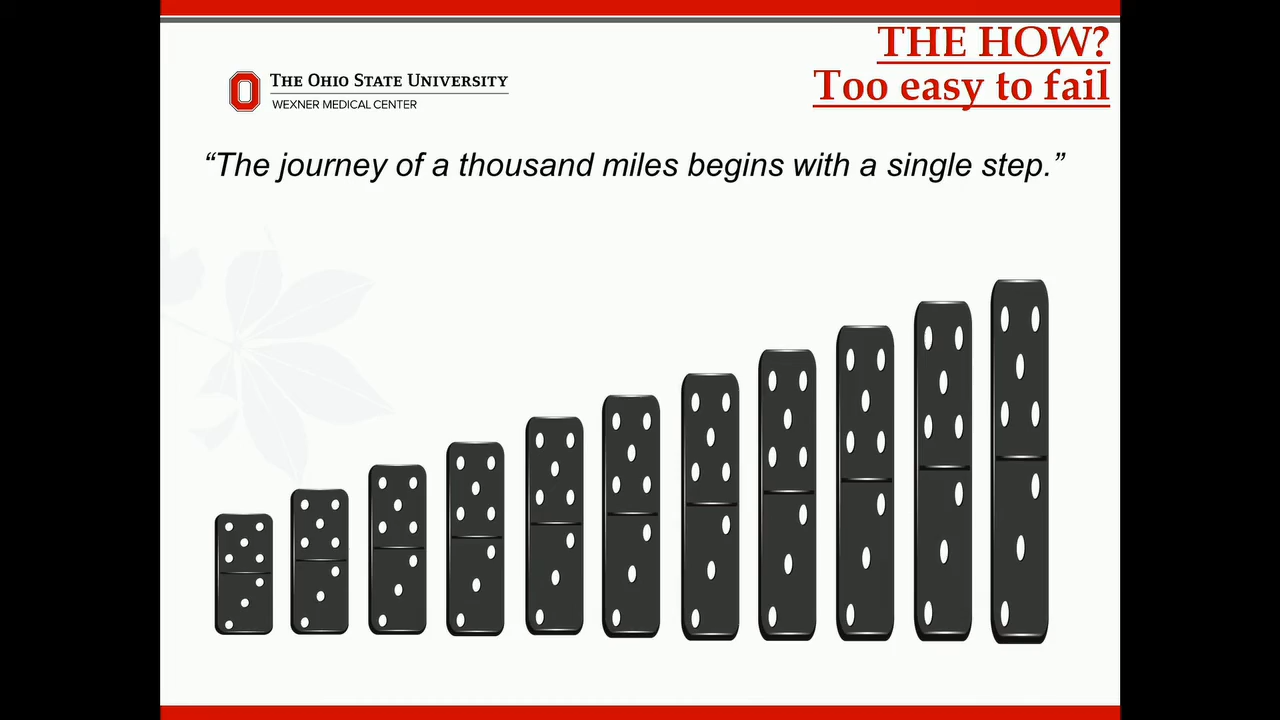 THE HOW?
Too easy to fail
THE OHIO STATE UNIVERSITY
WEXNER MEDICAL CENTER
“The journey of a thousand miles begins with a single step.”